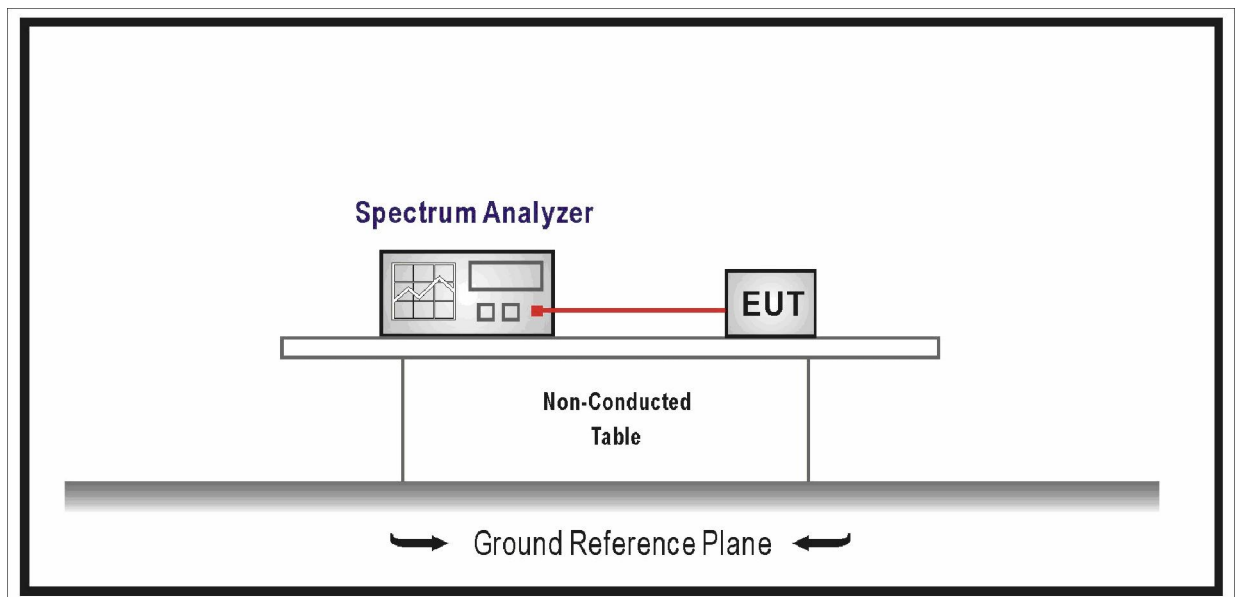 Spectrum Analyzer
EUT
Non-Conducted
Table
Ground Reference Plane